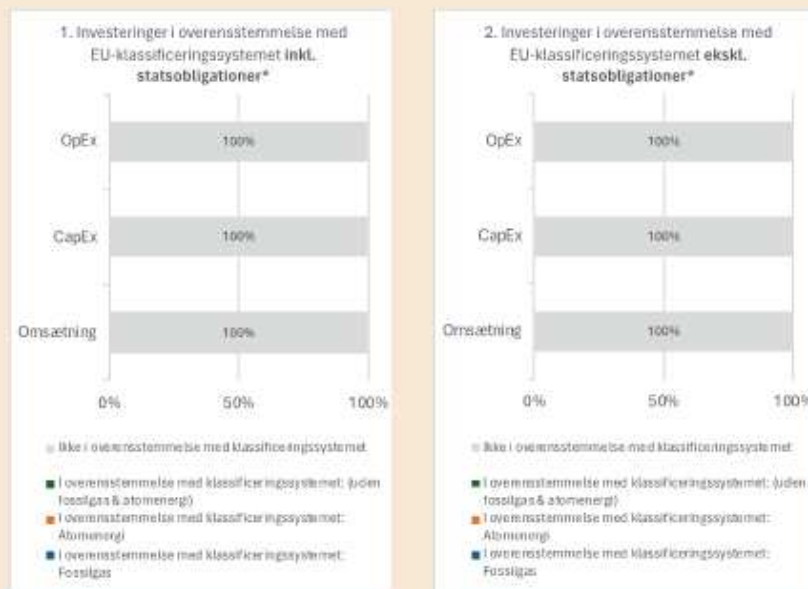 1. Investeringer i overensstemmelse med
EU-klassificeringssystemet inkl.
statsobligationer*
OpEx
100%
CapEx
100%
Omsætning
100%
0%
50%
100%
Ikke i overensstemmelse med klassificeringssystemet
I overensstemmelse med klassificeringssystemet: (uden
fossilgas & atomenergi)
I overensstemmelse med klassificeringssystemet:
Atomenergi
I overensstemmelse med klassificeringssystemet:
Fossilgas
2. Investeringer i overensstemmelse med
EU-klassificeringssystemet ekskl.
statsobligationer*
OpEx
100%
CapEx
100%
Omsætning
100%
0%
50%
100%
Ikke i overensstemmelse med klassificeringssystemet
I overensstemmelse med klassificeringssystemet: (uden
fossilgas & atomenergi)
I overensstemmelse med klassificeringssystemet:
Atomenergi
I overensstemmelse med klassificeringssystemet:
Fossilgas